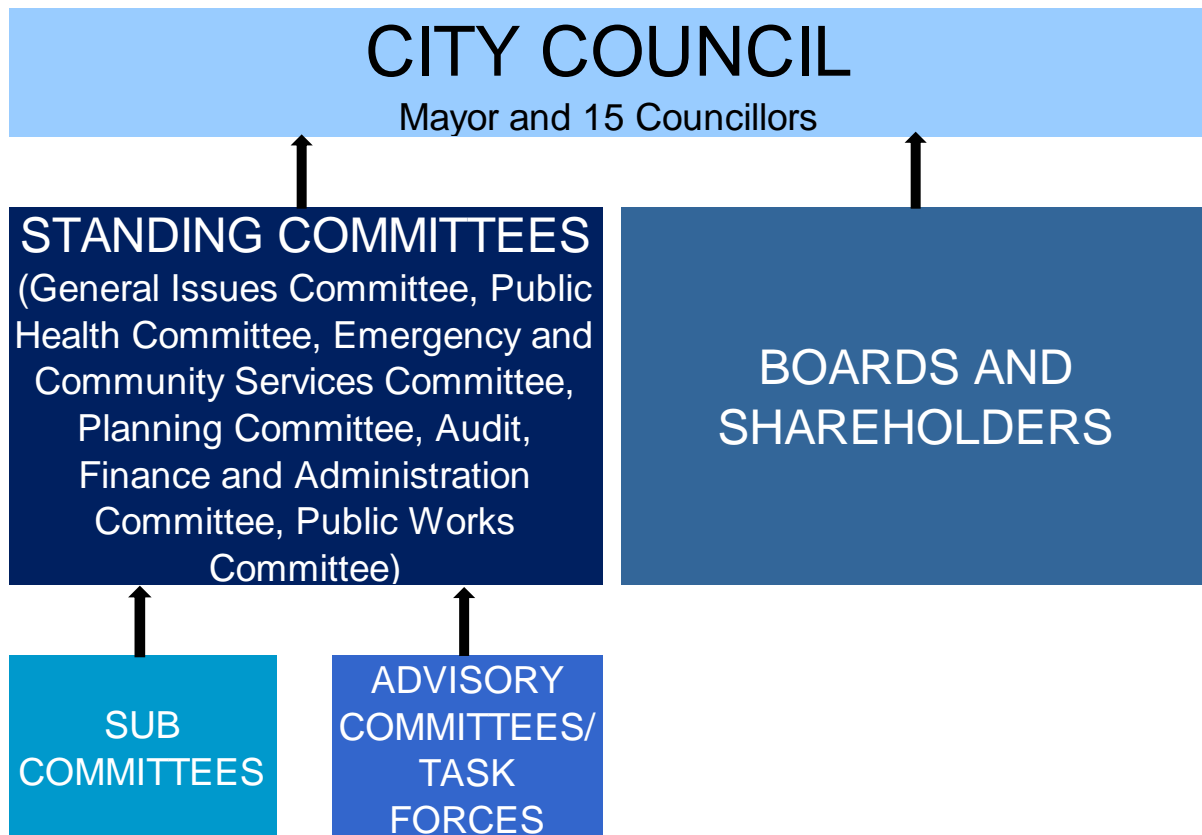 CITY COUNCIL
Mayor and 15 Councillors
STANDING COMMITTEES
(General Issues Committee, Public
Health Committee, Emergency and
Community Services Committee,
Planning Committee, Audit,
Finance and Administration
Committee, Public Works
Committee)
BOARDS AND
SHAREHOLDERS
SUB
COMMITTEES
ADVISORY
COMMITTEES/
TASK
FORCES